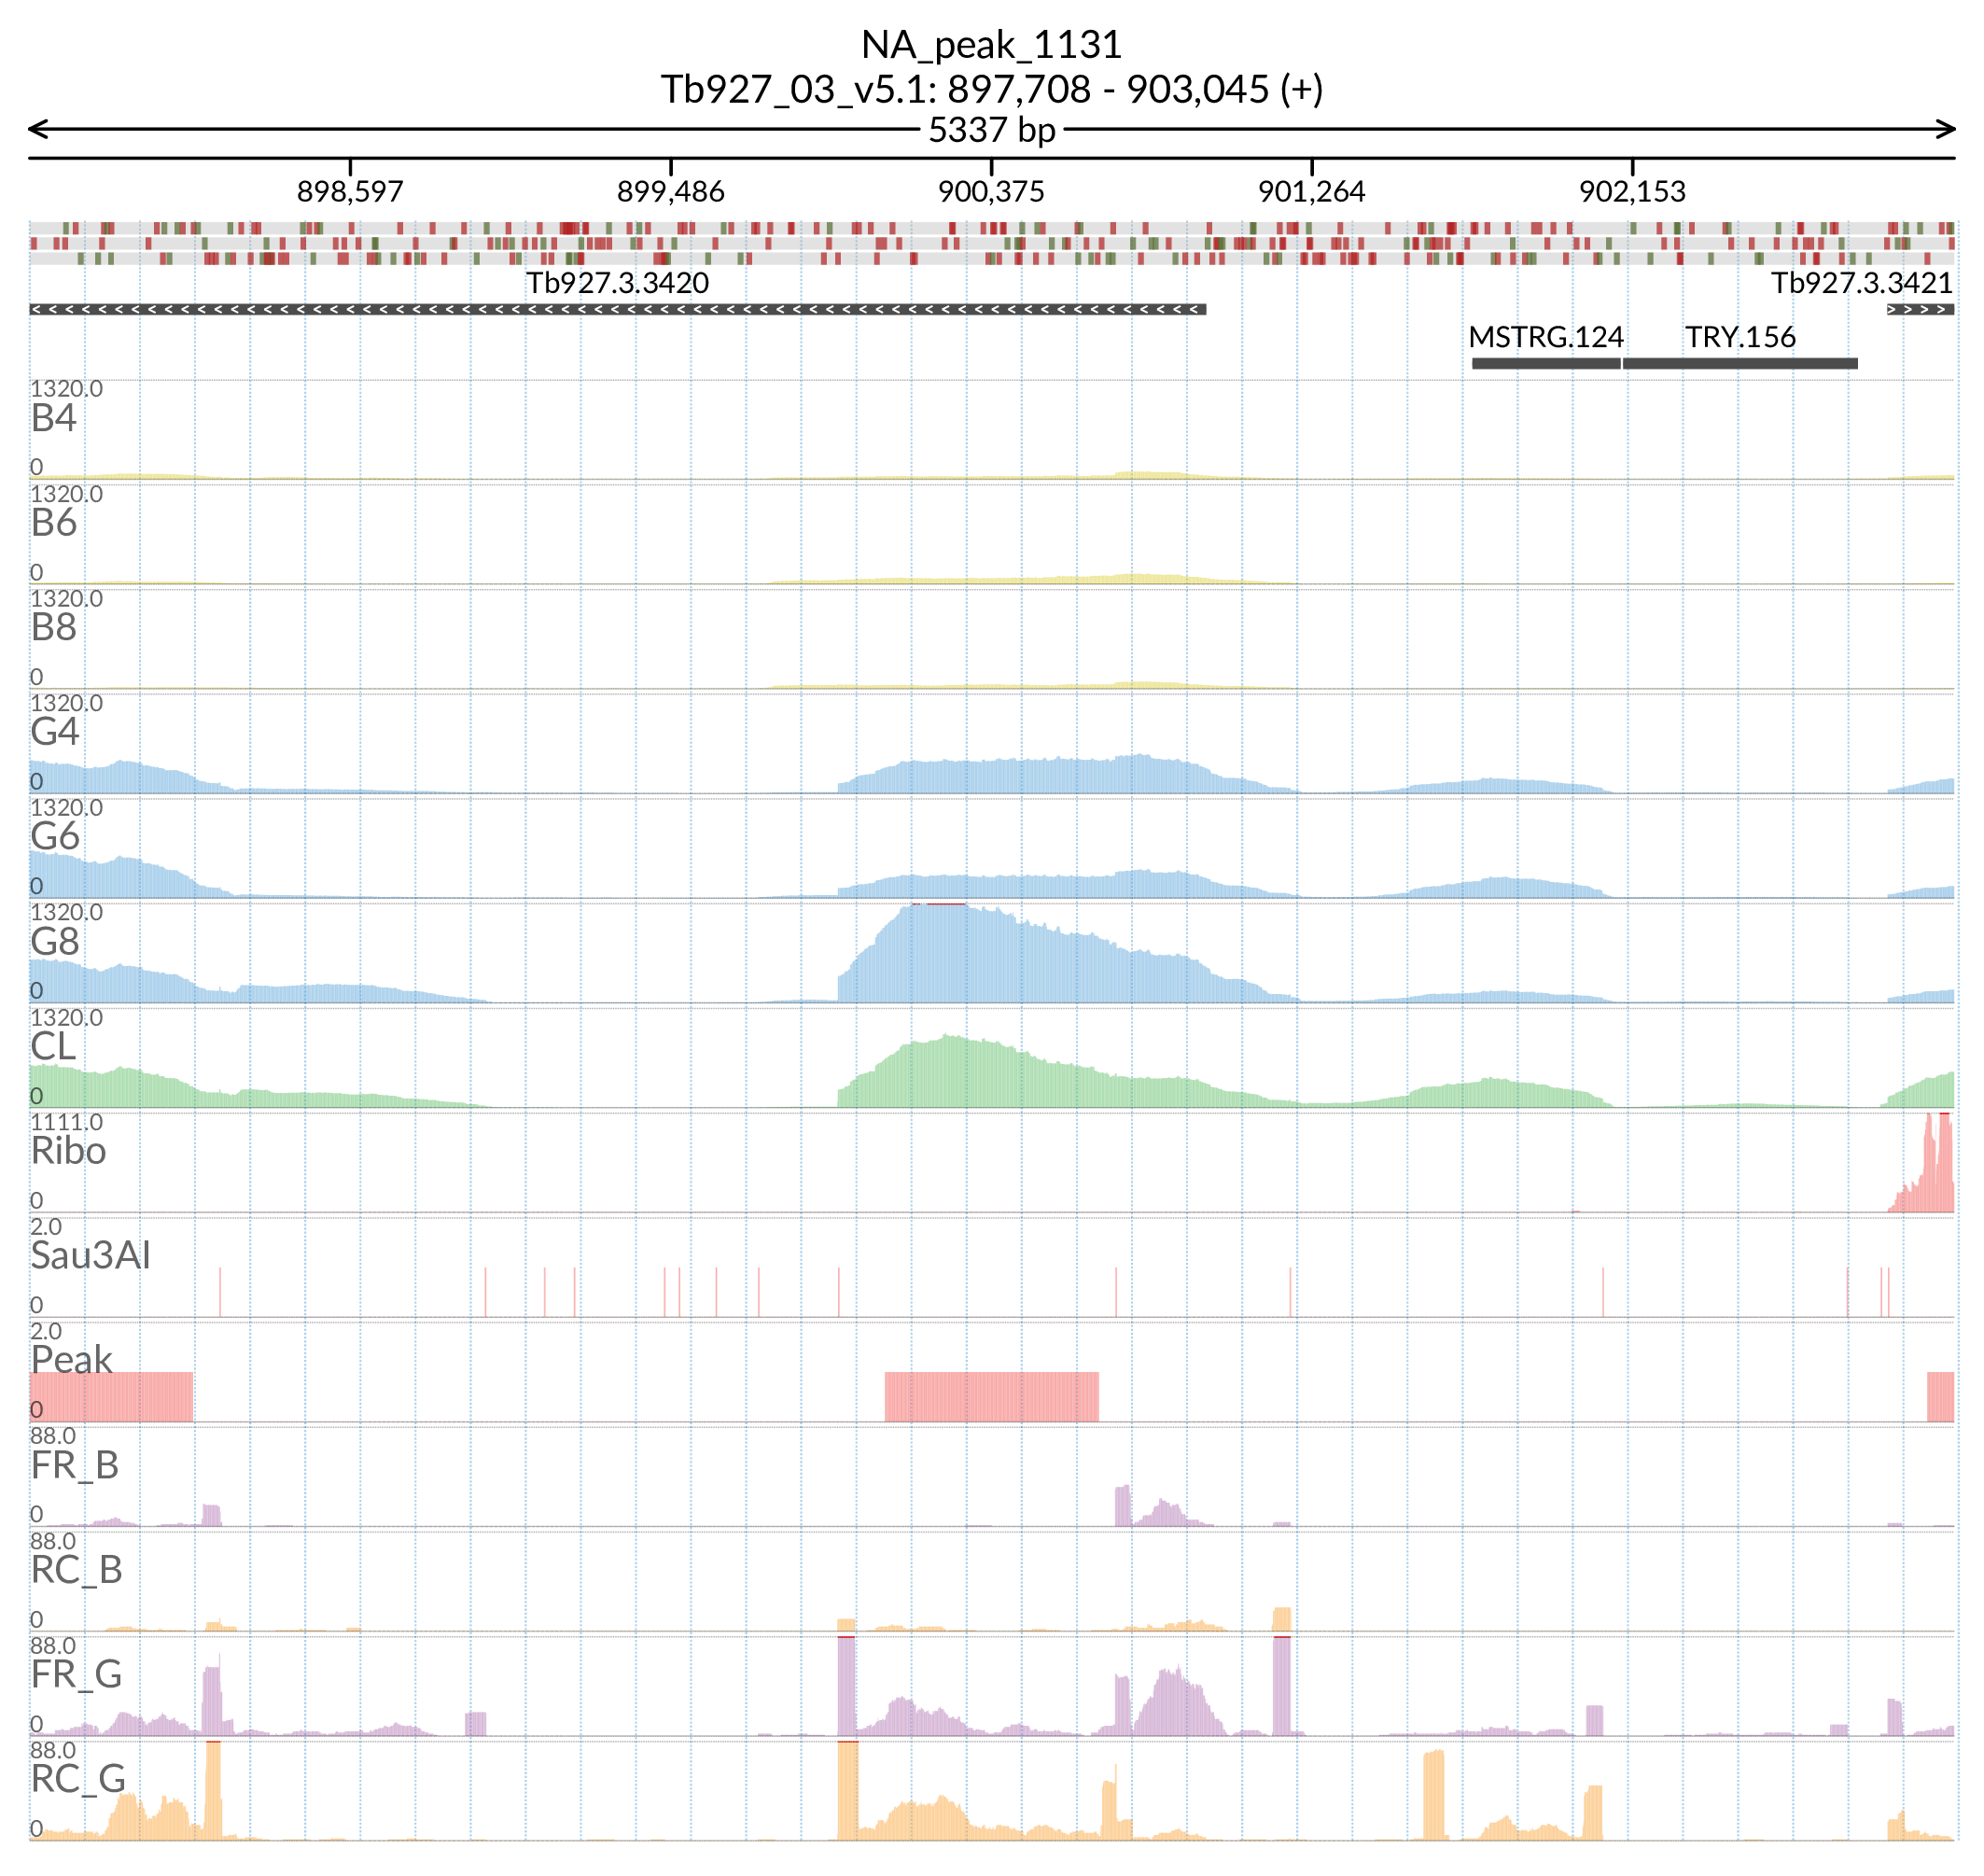 NA_peak_1131
Tb927_03_v5.1: 897,708 - 903,045 (+)
5337 bp
898,597 899,486 900,375 901,264 902,153
Tb927.3.3420 Tb927.3.3421
MSTRG.124 TRY.156
1320.0
B4
0
1320.0
B6
0
1320.0
B8
0
1320.0
G4
0
1320.0
G6
0
1320.0
G8
0
1320.0
CL
0
1111.0
Ribo
0
2.0
Sau3AI
0
2.0
Peak
0
88.0
FR_B
0
88.0
RC_B
0
88.0
FR_G
0
88.0
RC_G
0